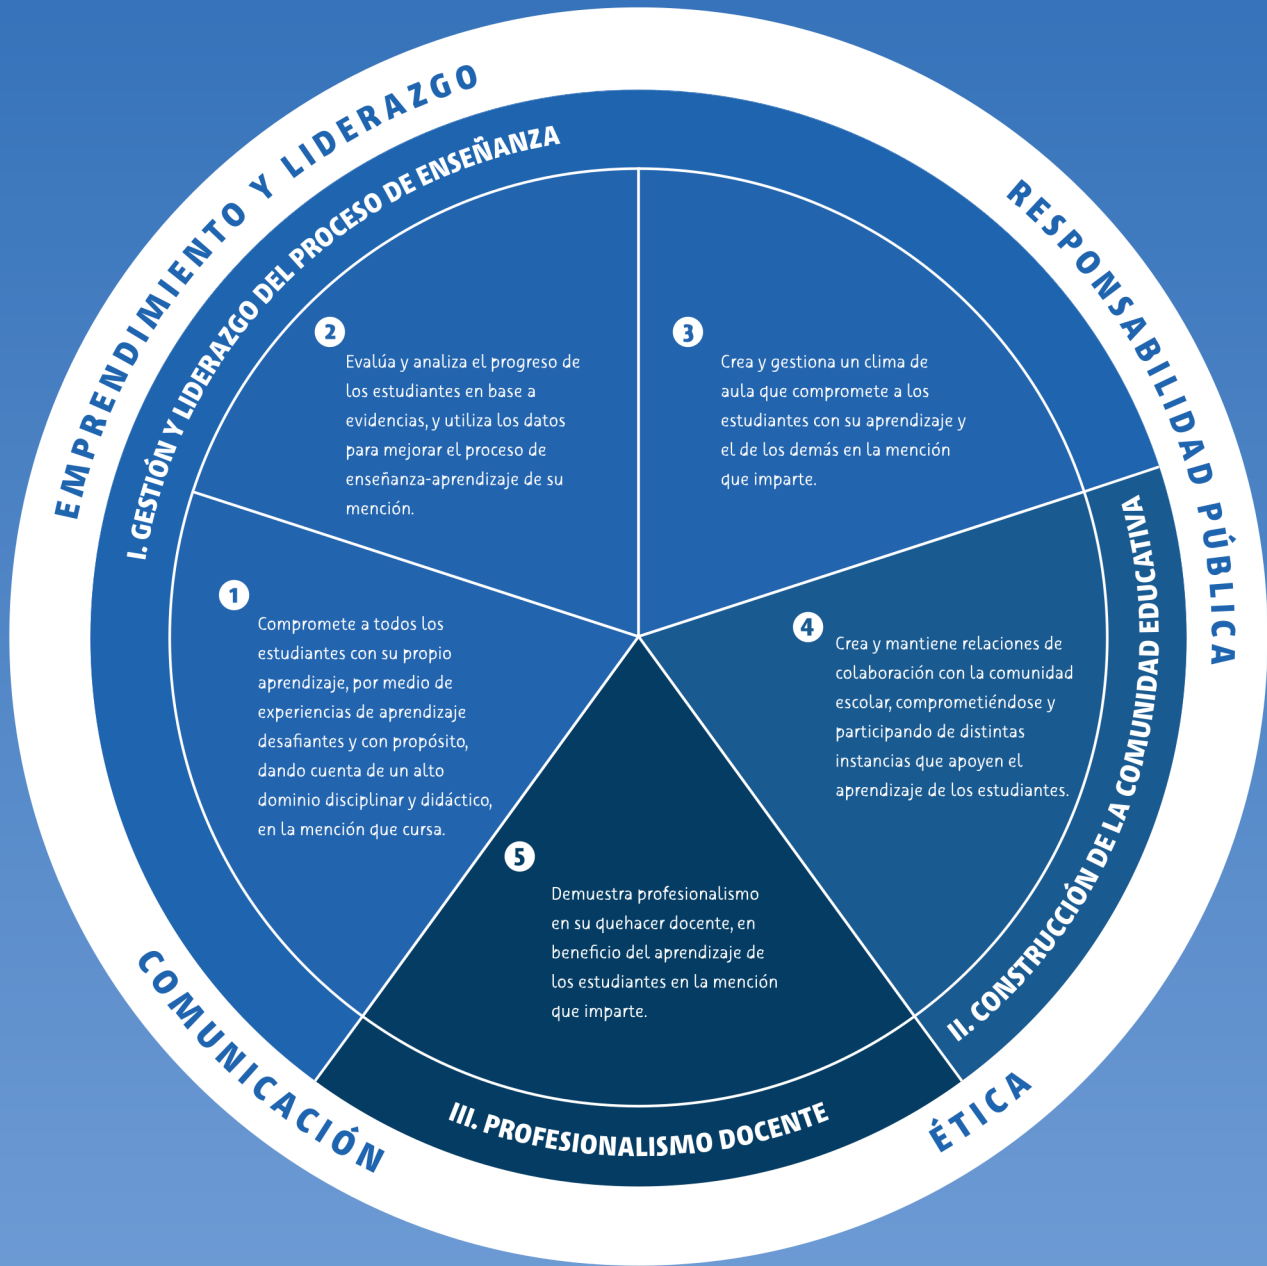 EMPRENDIMIENTO Y LIDERAZGO
RESPONSABILIDAD PÚBLICA
I. GESTIÓN Y LIDERAZGO DEL PROCESO DE ENSEÑANZA
2
Evalúa y analiza el progreso de
los estudiantes en base a
evidencias, y utiliza los datos
para mejorar el proceso de
enseñanza-aprendizaje de su
mención.
3
Crea y gestiona un clima de
aula que compromete a los
estudiantes con su aprendizaje y
el de los demás en la mención
que imparte.
1
Compromete a todos los
estudiantes con su propio
aprendizaje, por medio de
experiencias de aprendizaje
desafiantes y con propósito,
dando cuenta de un alto
dominio disciplinar y didáctico,
en la mención que cursa.
4
Crea y mantiene relaciones de
colaboración con la comunidad
escolar, comprometiéndose y
participando de distintas
instancias que apoyen el
aprendizaje de los estudiantes.
II. CONSTRUCCIÓN DE LA COMUNIDAD EDUCATIVA
5
Demuestra profesionalismo
en su quehacer docente, en
beneficio del aprendizaje de
los estudiantes en la mención
que imparte.
III. PROFESIONALISMO DOCENTE
COMUNICACIÓN
ÉTICA